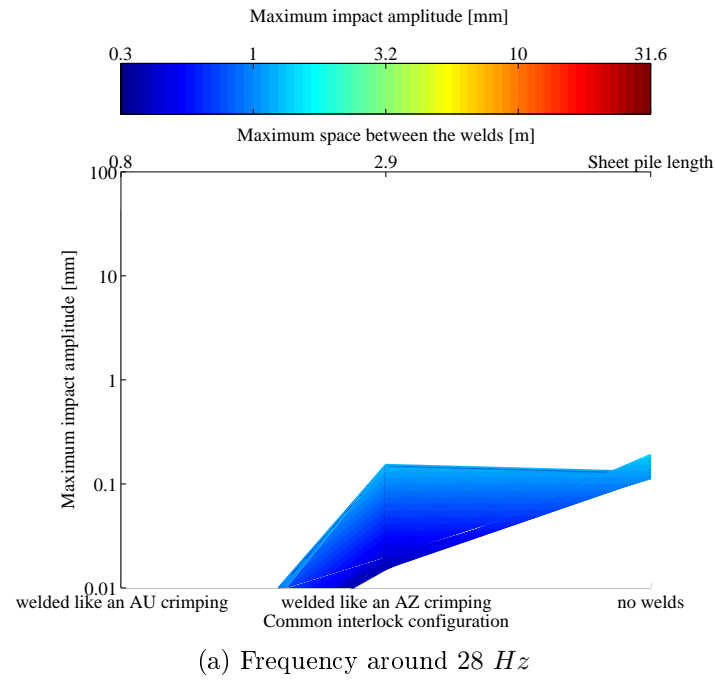 Maximum impact amplitude [mm]
0.3 1 3.2 10 31.6
Maximum space between the welds [m]
0.8 2.9 Sheet pile length
100
10
1
0.1
0.01
Maximum impact amplitude [mm]
welded like an AU crimping welded like an AZ crimping no welds
Common interlock configuration
(a) Frequency around 28 Hz